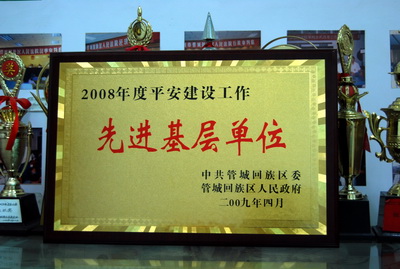 2008年度平安建设工作
先进基层单位
中共管城回族区委
管城回族区人民政府
二00九年四月